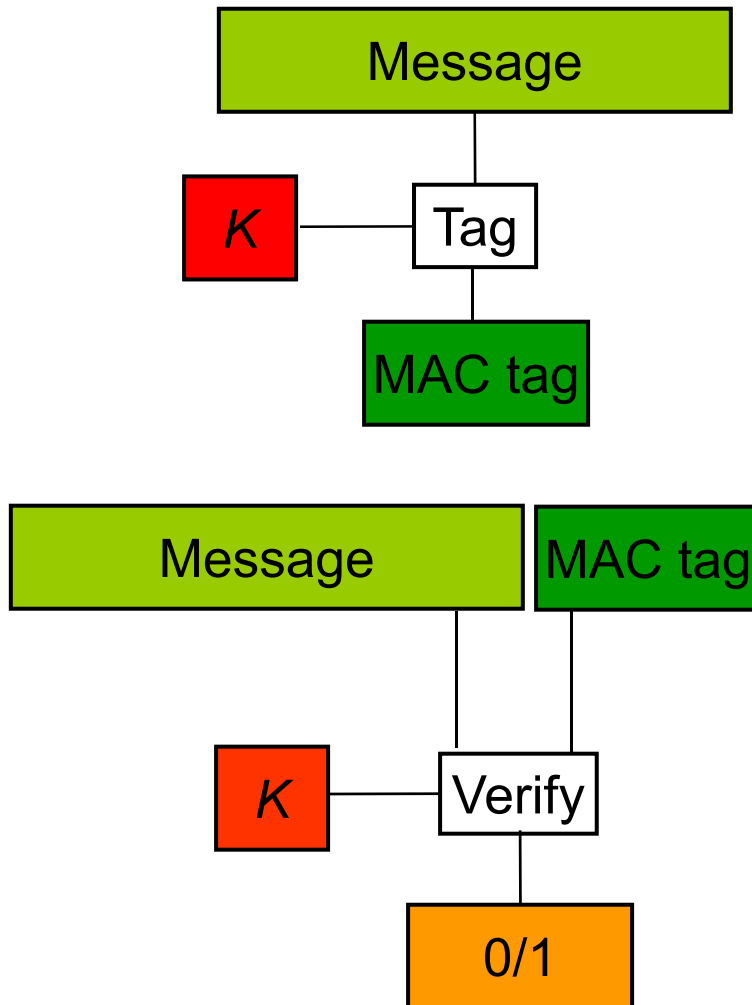 Message
K
Tag
MAC tag
Message
MAC tag
K
Verify
0/1